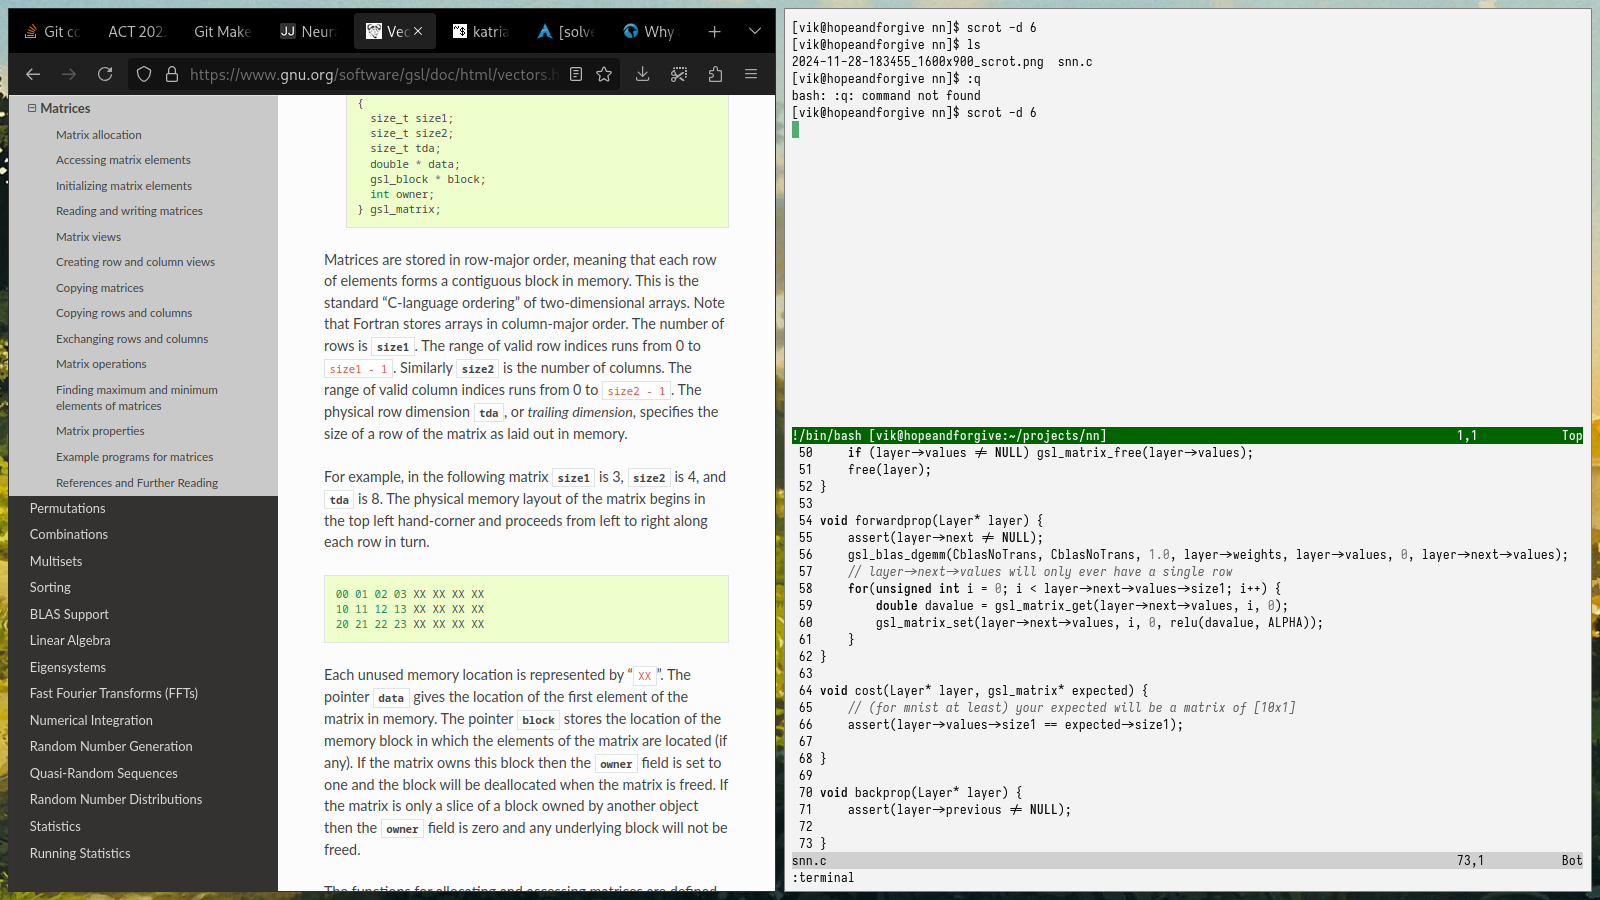 Git co
ACT 202
Git Make
JJ Neur
Vec ×
katria
[solv
Why
https://www.gnu.org/software/gsl/doc/html/vectors.h
Matrices
Matrix allocation
Accessing matrix elements
Initializing matrix elements
Reading and writing matrices
Matrix views
Creating row and column views
Copying matrices
Copying rows and columns
Exchanging rows and columns
Matrix operations
Finding maximum and minimum
elements of matrices
Matrix properties
Example programs for matrices
References and Further Reading
Permutations
Combinations
Multisets
Sorting
BLAS Support
Linear Algebra
Eigensystems
Fast Fourier Transforms (FFTs)
Numerical Integration
Random Number Generation
Quasi-Random Sequences
Random Number Distributions
Statistics
Running Statistics
{
size_t size1;
size_t size2;
size_t tda;
double * data;
gsl_block * block;
int owner;
} gsl_matrix;
Matrices are stored in row-major order, meaning that each row
of elements forms a contiguous block in memory. This is the
standard “C-language ordering” of two-dimensional arrays. Note
that Fortran stores arrays in column-major order. The number of
rows is size1. The range of valid row indices runs from 0 to
size1 - 1. Similarly size2 is the number of columns. The
range of valid column indices runs from 0 to size2 - 1. The
physical row dimension tda, or trailing dimension, specifies the
size of a row of the matrix as laid out in memory.
For example, in the following matrix size1 is 3, size2 is 4, and
tda is 8. The physical memory layout of the matrix begins in
the top left hand-corner and proceeds from left to right along
each row in turn.
00 01 02 03 XX XX XX XX
10 11 12 13 XX XX XX XX
20 21 22 23 XX XX XX XX
Each unused memory location is represented by “XX”. The
pointer data gives the location of the first element of the
matrix in memory. The pointer block stores the location of the
memory block in which the elements of the matrix are located (if
any). If the matrix owns this block then the owner field is set to
one and the block will be deallocated when the matrix is freed. If
the matrix is only a slice of a block owned by another object
then the owner field is zero and any underlying block will not be
freed.
The functions for allocating and accessing matrices are defined
[vik@hopeandforgive nn]$ scrot -d 6
[vik@hopeandforgive nn]$ ls
2024-11-28-183455_1600x900_scrot.png  snn.c
[vik@hopeandforgive nn]$ :q
bash: :q: command not found
[vik@hopeandforgive nn]$ scrot -d 6
!/bin/bash [vik@hopeandforgive:~/projects/nn] 1,1 Top
50     if (layer->values != NULL) gsl_matrix_free(layer->values);
51     free(layer);
52 }
53
54 void forwardprop(Layer* layer) {
55     assert(layer->next != NULL);
56     gsl_blas_dgemm(CblasNoTrans, CblasNoTrans, 1.0, layer->weights, layer->values, 0, layer->next->values);
57     // layer->next->values will only ever have a single row
58     for(unsigned int i = 0; i < layer->next->values->size1; i++) {
59         double davalue = gsl_matrix_get(layer->next->values, i, 0);
60         gsl_matrix_set(layer->next->values, i, 0, relu(davalue, ALPHA));
61     }
62 }
63
64 void cost(Layer* layer, gsl_matrix* expected) {
65     // (for mnist at least) your expected will be a matrix of [10x1]
66     assert(layer->values->size1 == expected->size1);
67
68 }
69
70 void backprop(Layer* layer) {
71     assert(layer->previous != NULL);
72
73 }
snn.c 73,1 Bot
:terminal